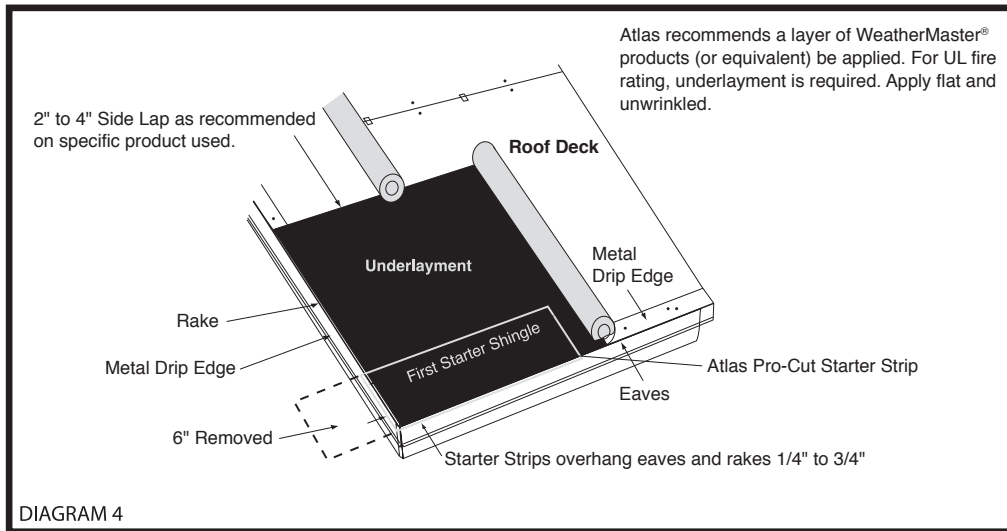 Atlas recommends a layer of WeatherMaster®
products (or equivalent) be applied. For UL fire
rating, underlayment is required. Apply flat and
unwrinkled.
2" to 4" Side Lap as recommended
on specific product used.
Roof Deck
Underlayment
Metal
Drip Edge
Rake
First Starter Shingle
Metal Drip Edge
Atlas Pro-Cut Starter Strip
Eaves
6" Removed
Starter Strips overhang eaves and rakes 1/4" to 3/4"
DIAGRAM 4